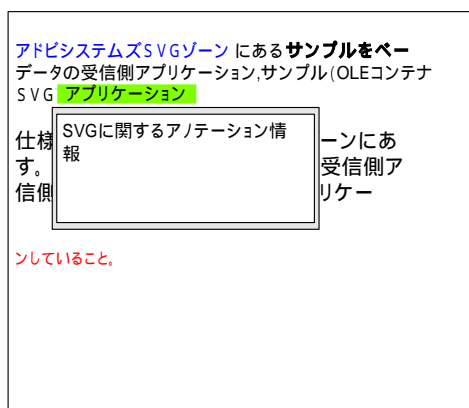 アドビシステムズSVGゾーン にあるサンプルをベー
データの受信側アプリケーション,サンプル(OLEコンテナ
SVG アプリケーション
SVGに関するアノテーション情
報
仕様 ーンにあ
す。 受信側ア
信側 リケー
ンしていること。